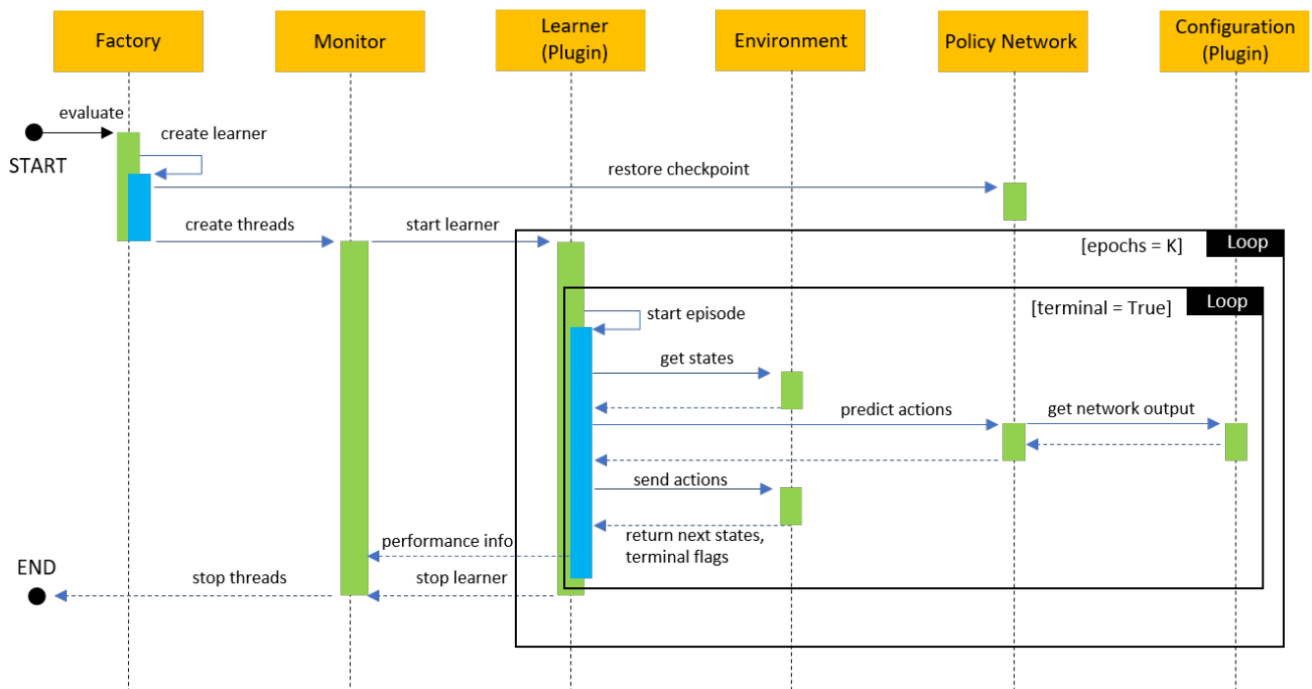 Factory
Monitor
Learner
(Plugin)
Environment
Policy Network
Configuration
(Plugin)
evaluate
START
create learner
restore checkpoint
create threads
start learner
[epochs = K]
Loop
[terminal = True]
Loop
start episode
get states
predict actions
get network output
send actions
return next states,
terminal flags
performance info
END
stop threads
stop learner